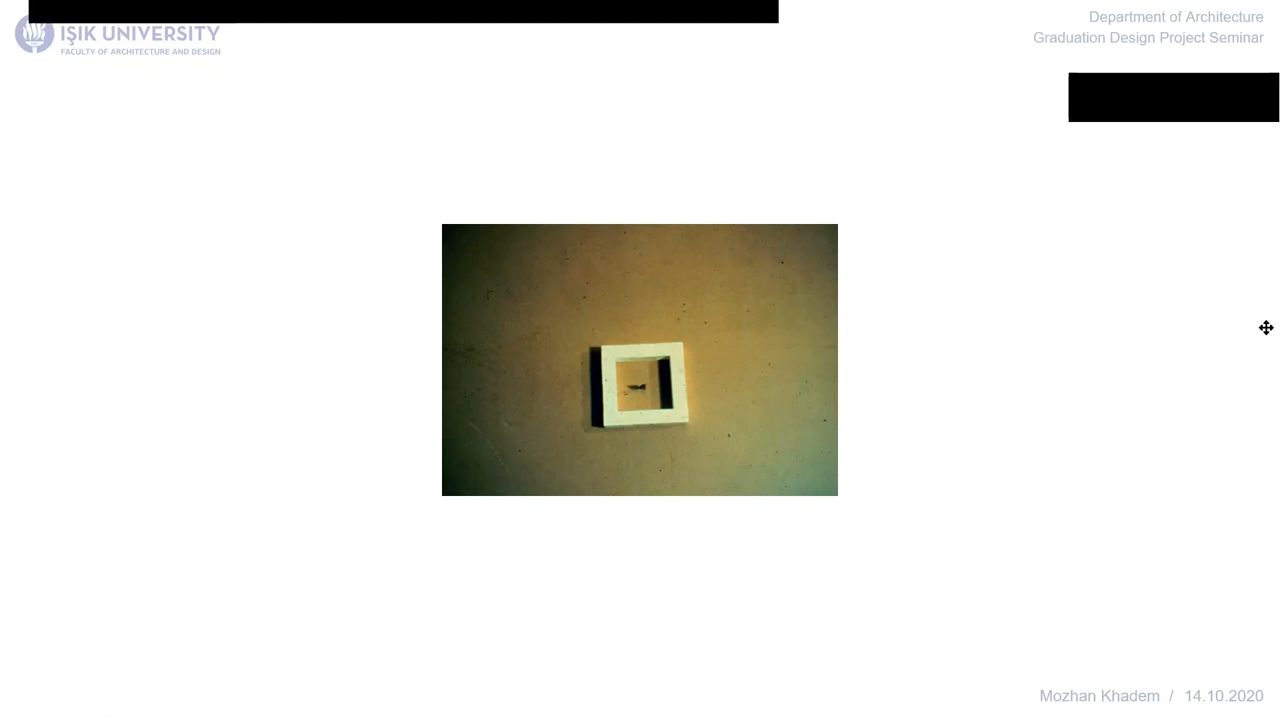 IŞIK UNIVERSITY
FACULTY OF ARCHITECTURE AND DESIGN
Department of Architecture
Graduation Design Project Seminar
Mozhan Khadem / 14.10.2020